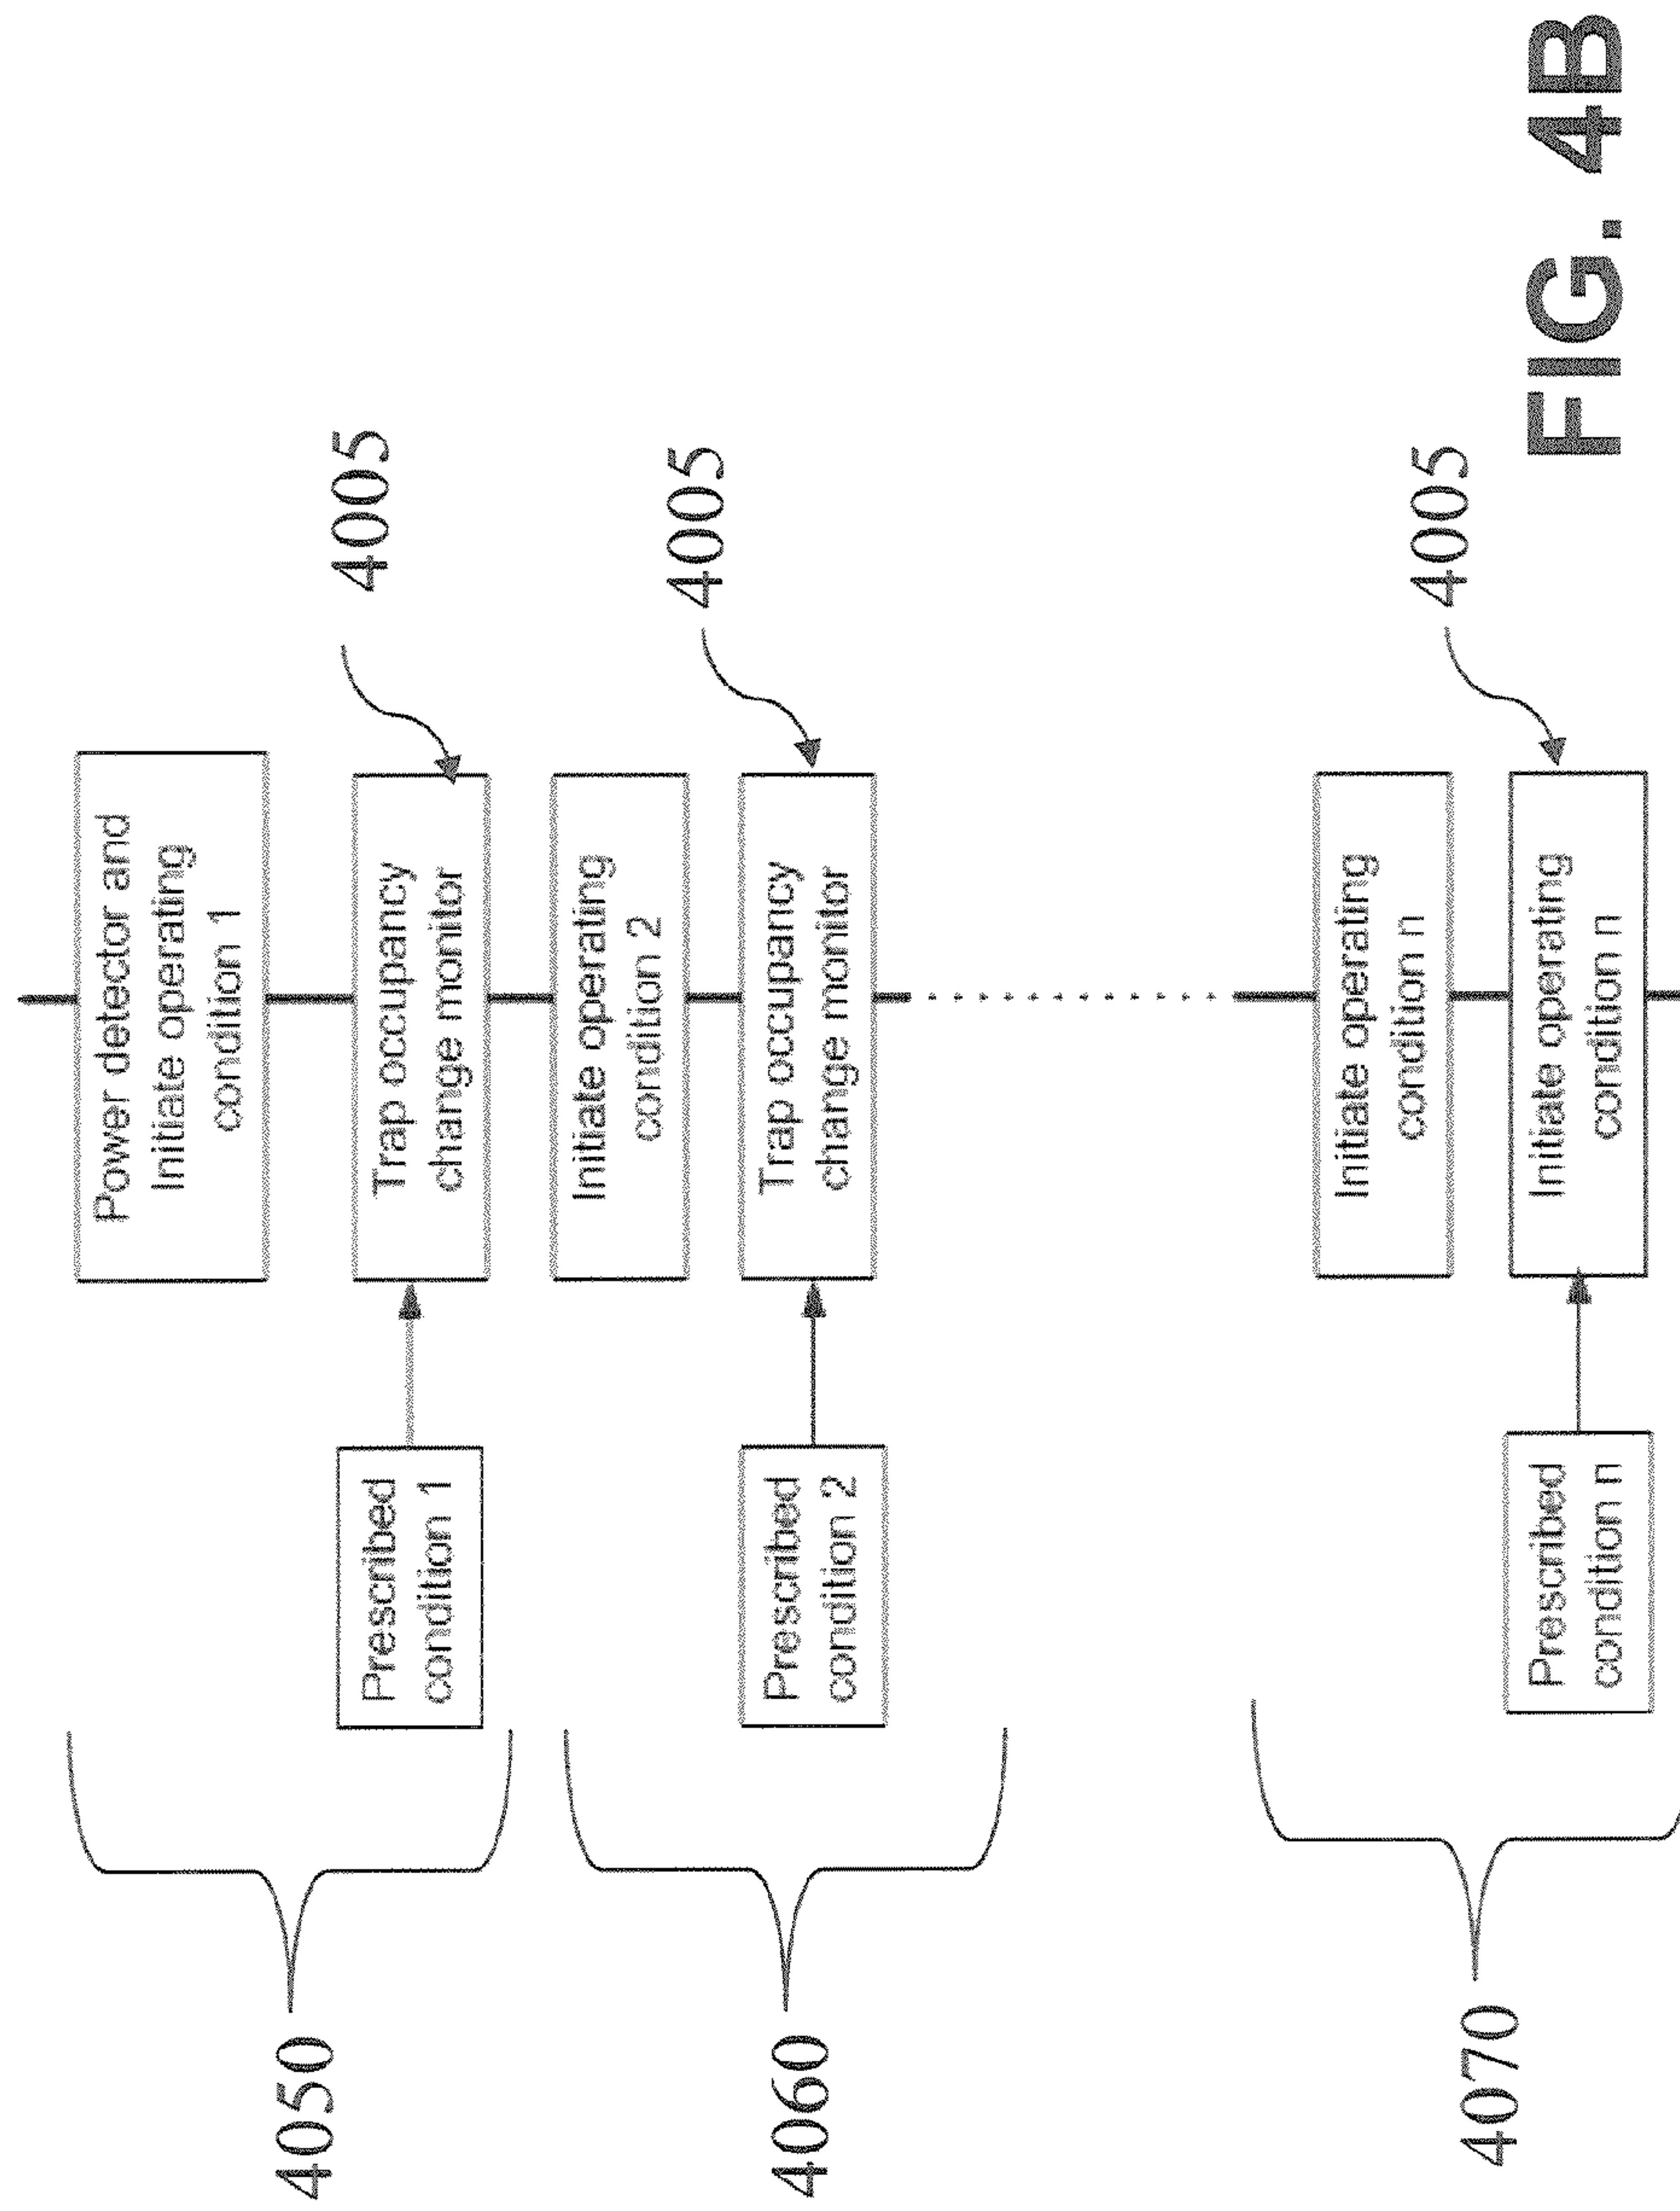 Power detector and
Initiate operating
condition 1
4005
Trap occupancy
change monitor
Prescribed
condition 1
4050
Initiate operating
condition 2
4005
Trap occupancy
change monitor
Prescribed
condition 2
4060
Initiate operating
condition n
4005
Initiate operating
condition n
Prescribed
condition n
4070
FIG. 4B